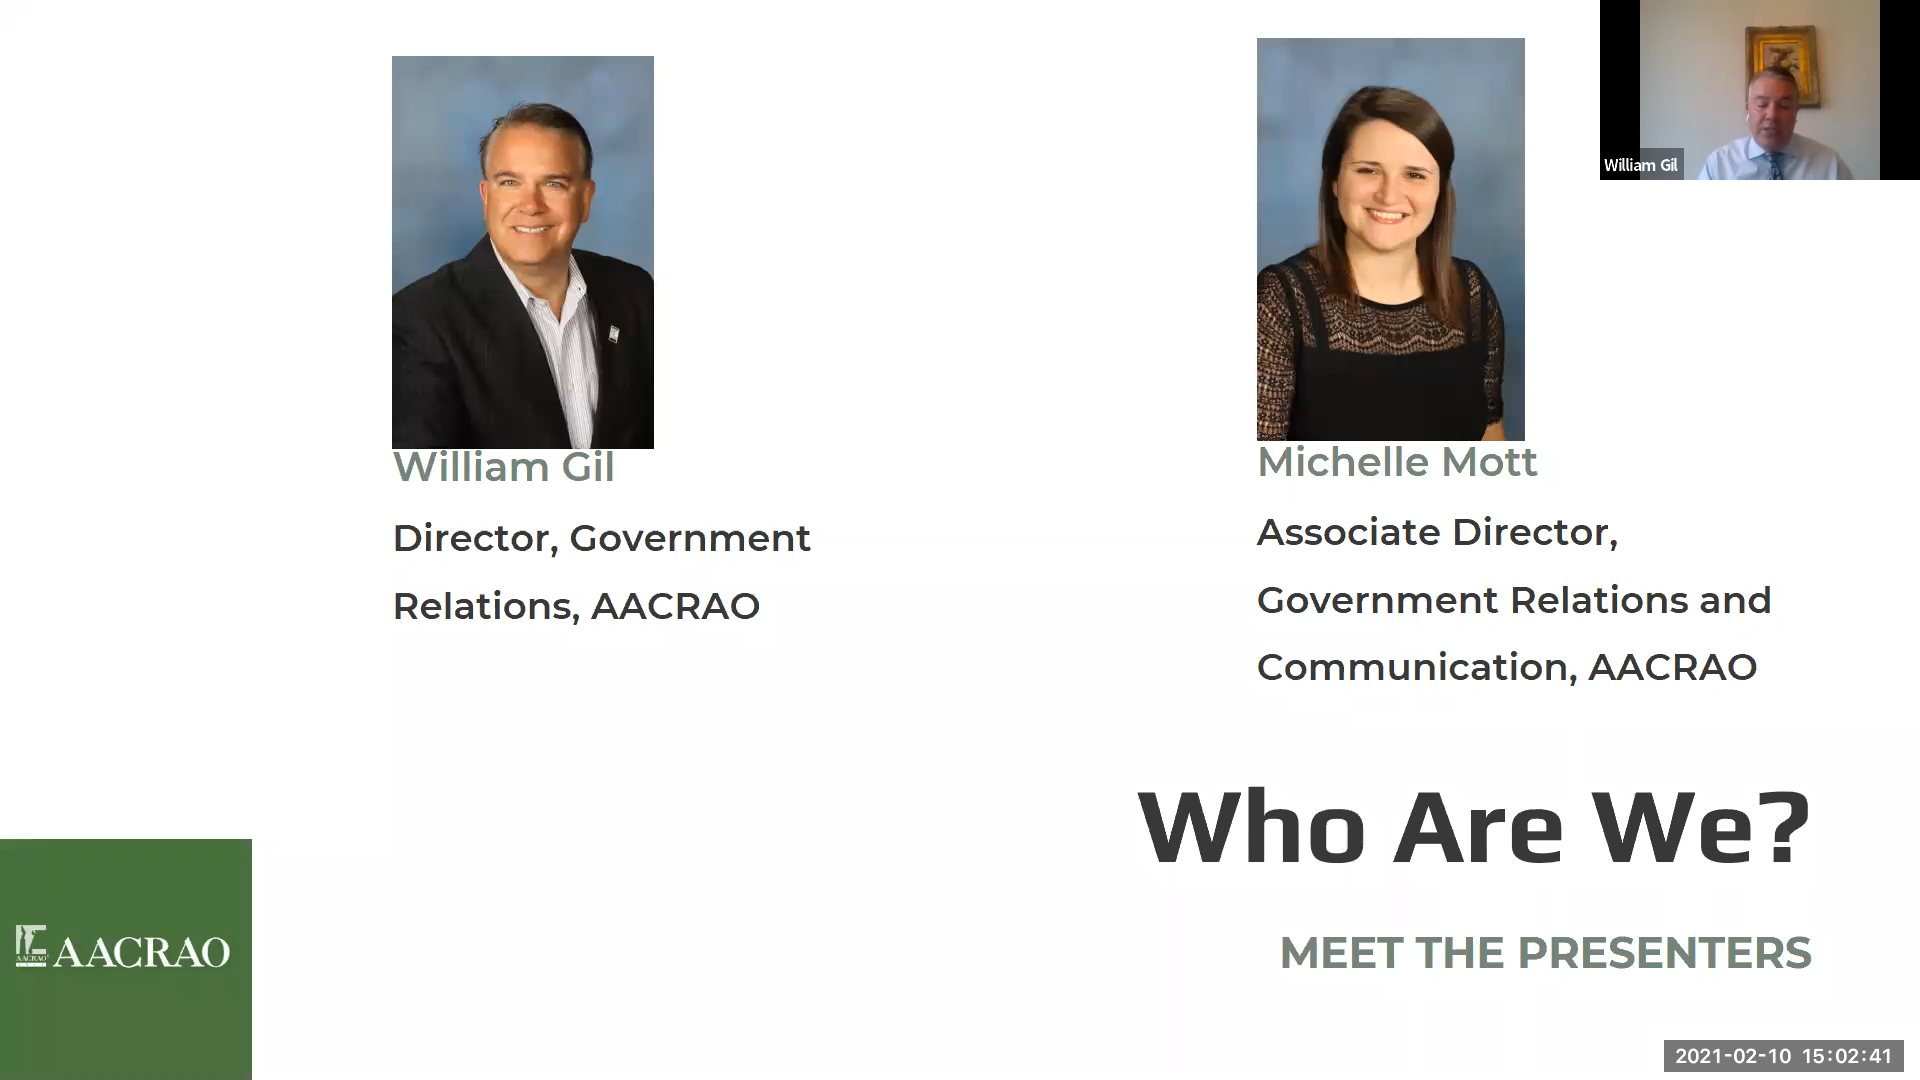 William Gil
William Gil
Director, Government
Relations, AACRAO
Michelle Mott
Associate Director,
Government Relations and
Communication, AACRAO
Who Are We?
MEET THE PRESENTERS
AACRAO
AACRAO
2021-02-10 15:02:41